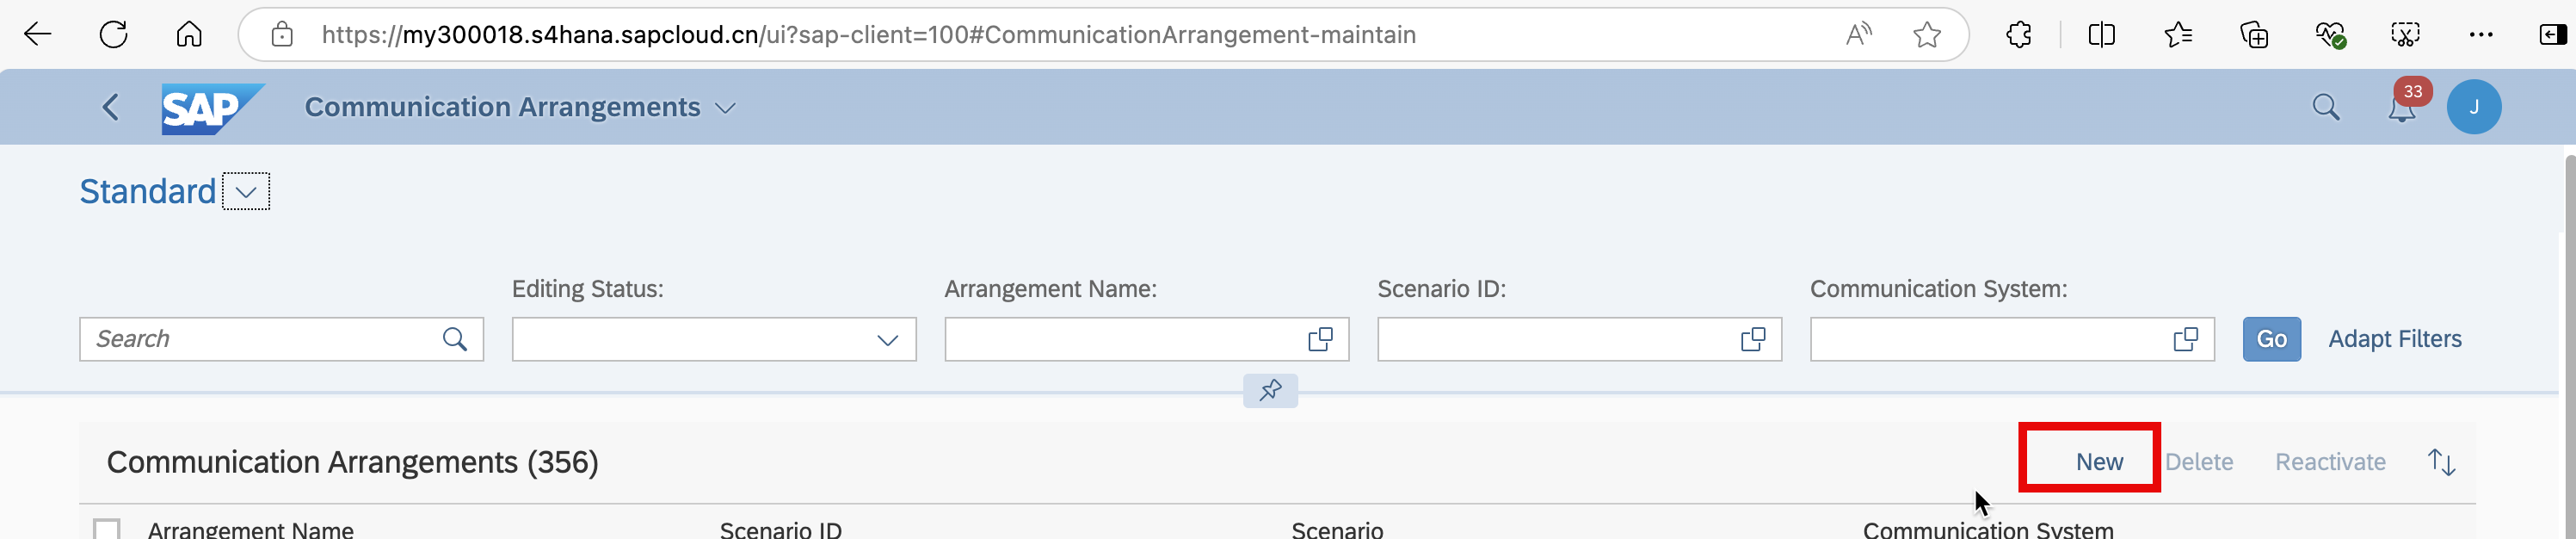 https://my300018.s4hana.sapcloud.cn/ui?sap-client=100#CommunicationArrangement-maintain
SAP Communication Arrangements 33 J
Standard
Editing Status: Arrangement Name: Scenario ID: Communication System:
Search Go Adapt Filters
Communication Arrangements (356) New Delete Reactivate
Arrangement Name Scenario ID Scenario Communication System